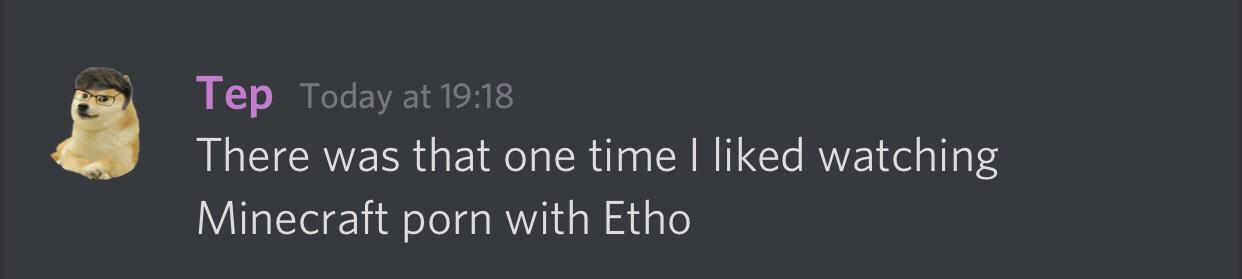 Tep Today at 19:18
There was that one time I liked watching
Minecraft porn with Etho